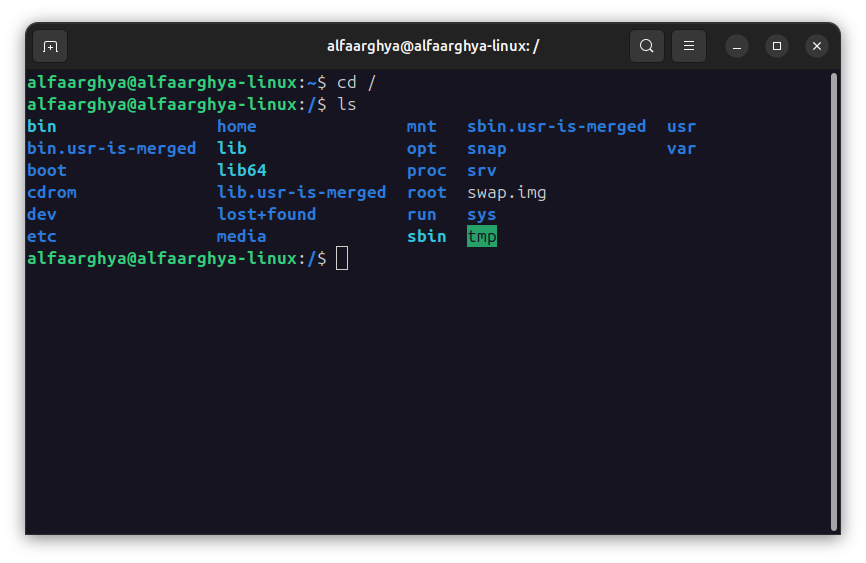 alfaarghya@alfaarghya-linux: /
alfaarghya@alfaarghya-linux:~$ cd /
alfaarghya@alfaarghya-linux:/$ ls
bin home mnt sbin.usr-is-merged usr
bin.usr-is-merged lib opt snap var
boot lib64 proc srv
cdrom lib.usr-is-merged root swap.img
dev lost+found run sys
etc media sbin tmp
alfaarghya@alfaarghya-linux:/$